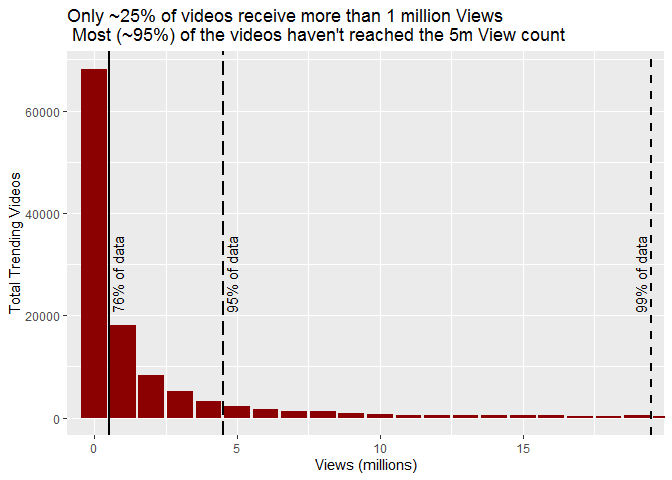 Only ~25% of videos receive more than 1 million Views
Most (~95%) of the videos haven't reached the 5m View count
Total Trending Videos
60000
40000
20000
0
76% of data
95% of data
99% of data
0
5
10
15
Views (millions)